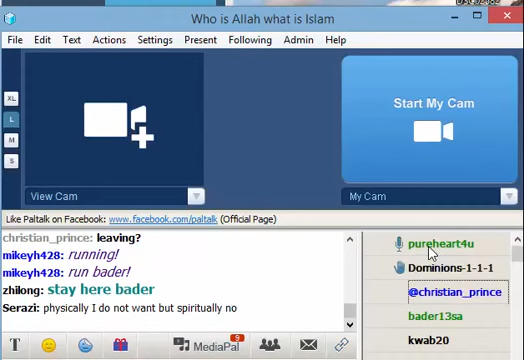 Who is Allah what is Islam
File Edit Text Actions Settings Present Following Admin Help
XL
L
M
S
Start My Cam
View Cam
My Cam
Like Paltalk on Facebook: www.facebook.com/paltalk (Official Page)
christian_prince: leaving?
mikeyh428: running!
mikeyh428: run bader!
zhilong: stay here bader
Serazi: physically I do not want but spiritually no
pureheart4u
Dominions-1-1-1
@christian_prince
bader13sa
kwab20
T
MediaPal 9